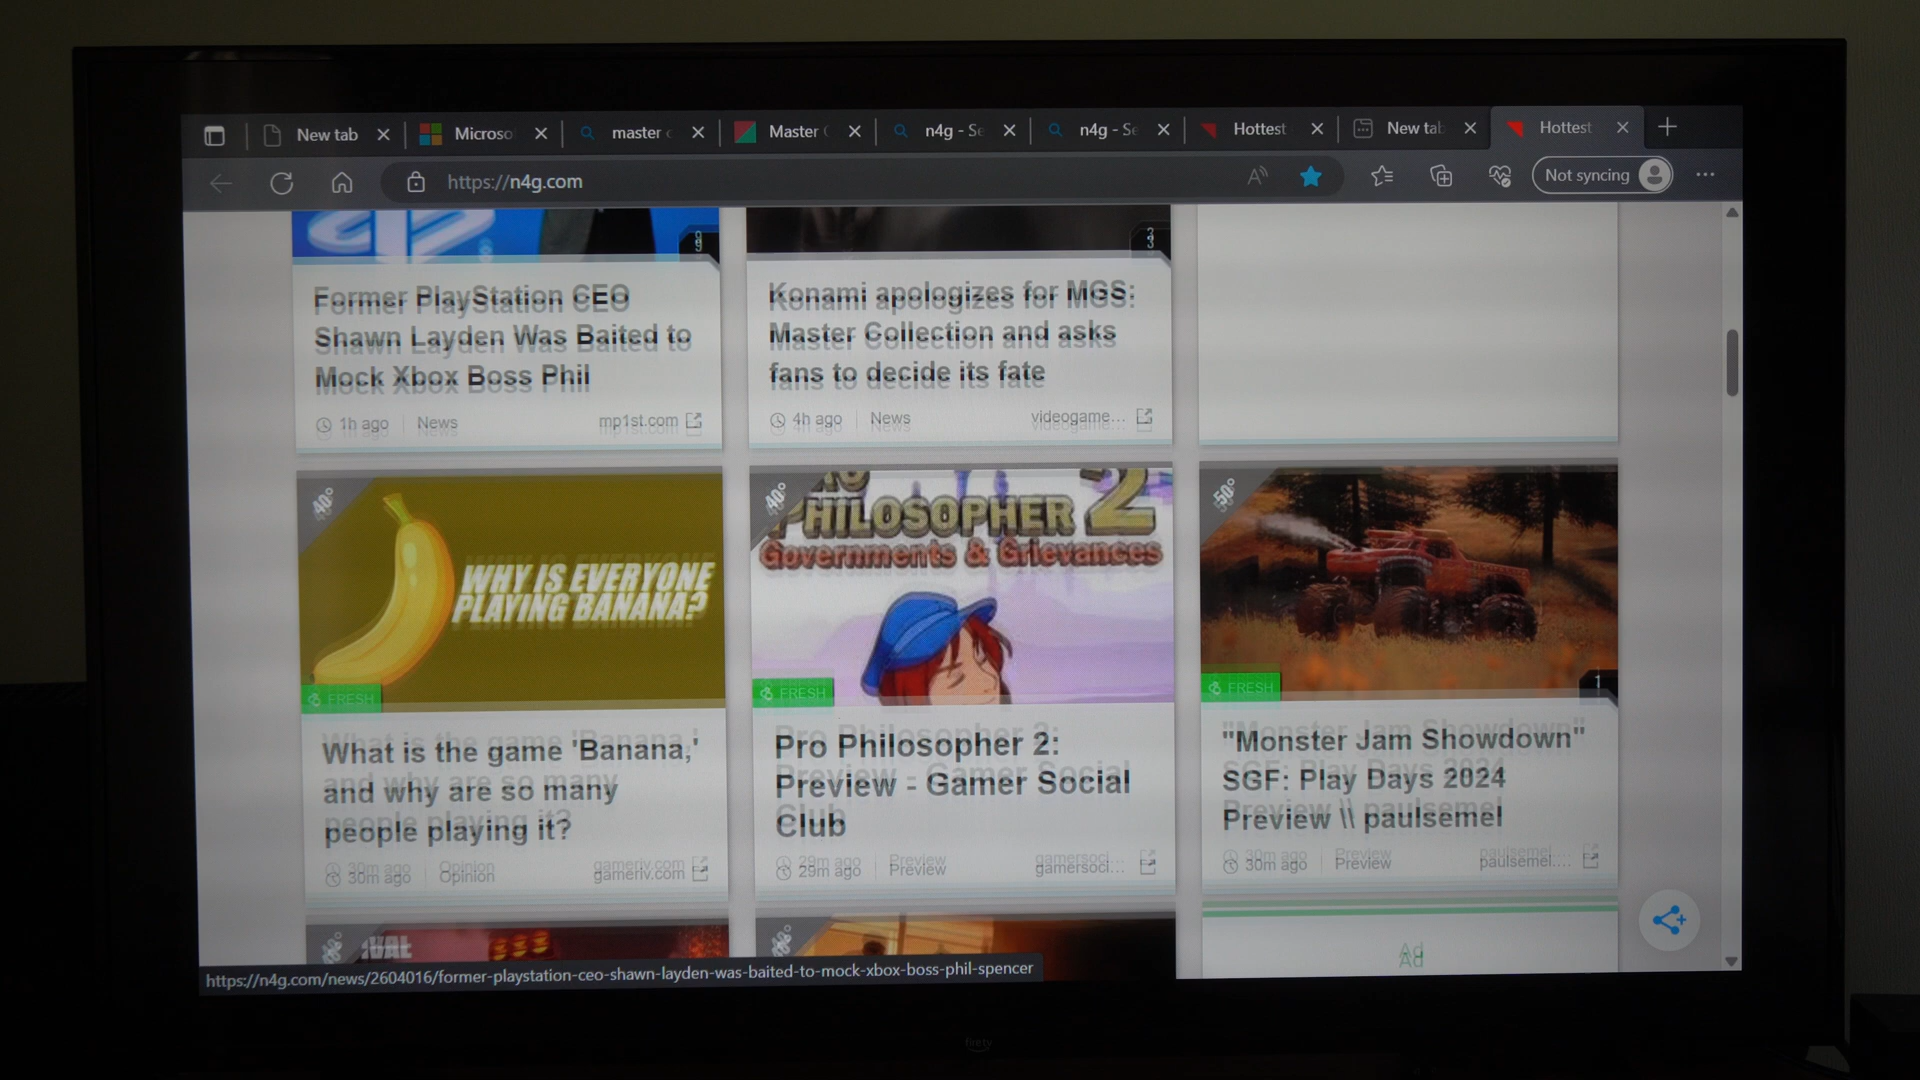 New tab
Microso
master
Master
n4g - Se
n4g - Se
Hottest
New tab
Hottest
https://n4g.com
Not syncing
3
Former PlayStation CEO
Shawn Layden Was Baited to
Mock Xbox Boss Phil
1h ago
News
mp1st.com
Konami apologizes for MGS:
Master Collection and asks
fans to decide its fate
4h ago
News
videogame...
40°
WHY IS EVERYONE
PLAYING BANANA?
FRESH
What is the game 'Banana,'
and why are so many
people playing it?
30m ago
Opinion
gameriv.com
40°
PHILOSOPHER 2
Governments & Grievances
FRESH
Pro Philosopher 2:
Preview - Gamer Social
Club
29m ago
Preview
gamersoci...
50°
FRESH
1
"Monster Jam Showdown"
SGF: Play Days 2024
Preview \\ paulsemel
30m ago
Preview
paulsemel....
Ad
https://n4g.com/news/2604016/former-playstation-ceo-shawn-layden-was-baited-to-mock-xbox-boss-phil-spencer
firetv